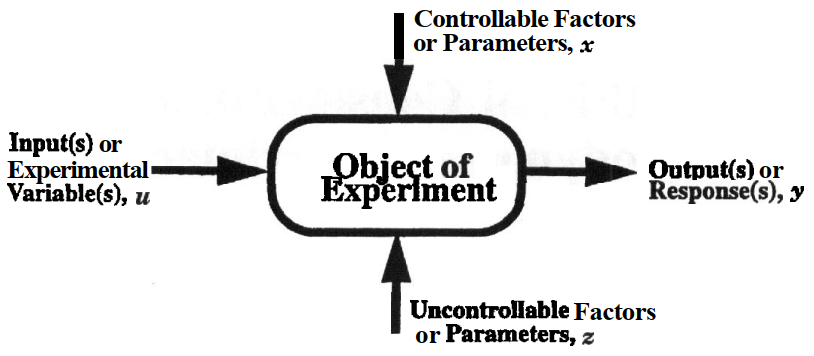 Controllable Factors
or Parameters, x
Input(s) or
Experimental
Variable(s), u
Object of
Experiment
Output(s) or
Response(s), y
Uncontrollable Factors
or Parameters, z